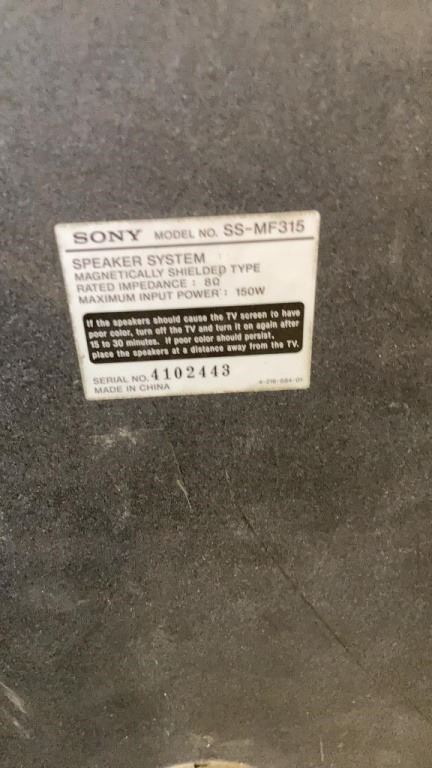 SONY MODEL NO. SS-MF315
SPEAKER SYSTEM
MAGNETICALLY SHIELDED TYPE
RATED IMPEDANCE : 8Ω
MAXIMUM INPUT POWER : 150W
If the speakers should cause the TV screen to have
poor color, turn off the TV and turn it on again after
15 to 30 minutes. If poor color should persist,
place the speakers at a distance away from the TV.
SERIAL NO. 4102443
MADE IN CHINA